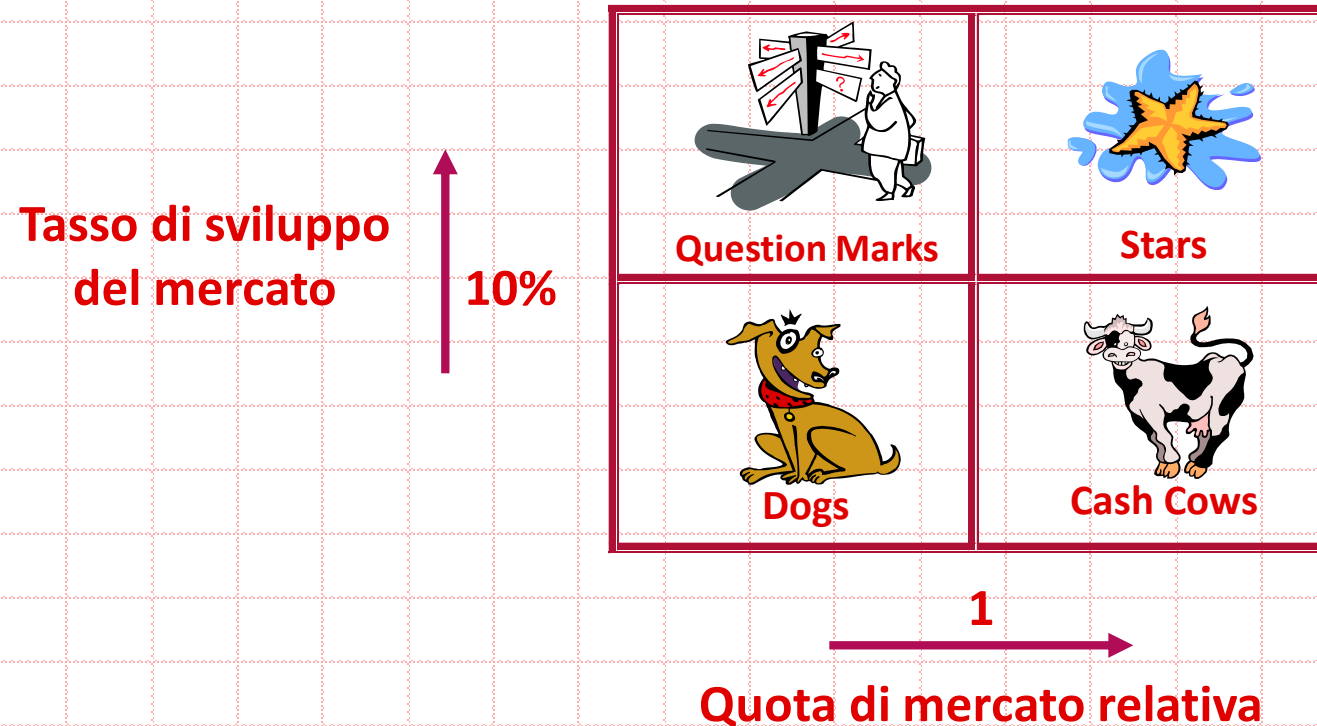 ?
Question Marks
Stars
Tasso di sviluppo
del mercato
10%
Dogs
Cash Cows
1
Quota di mercato relativa